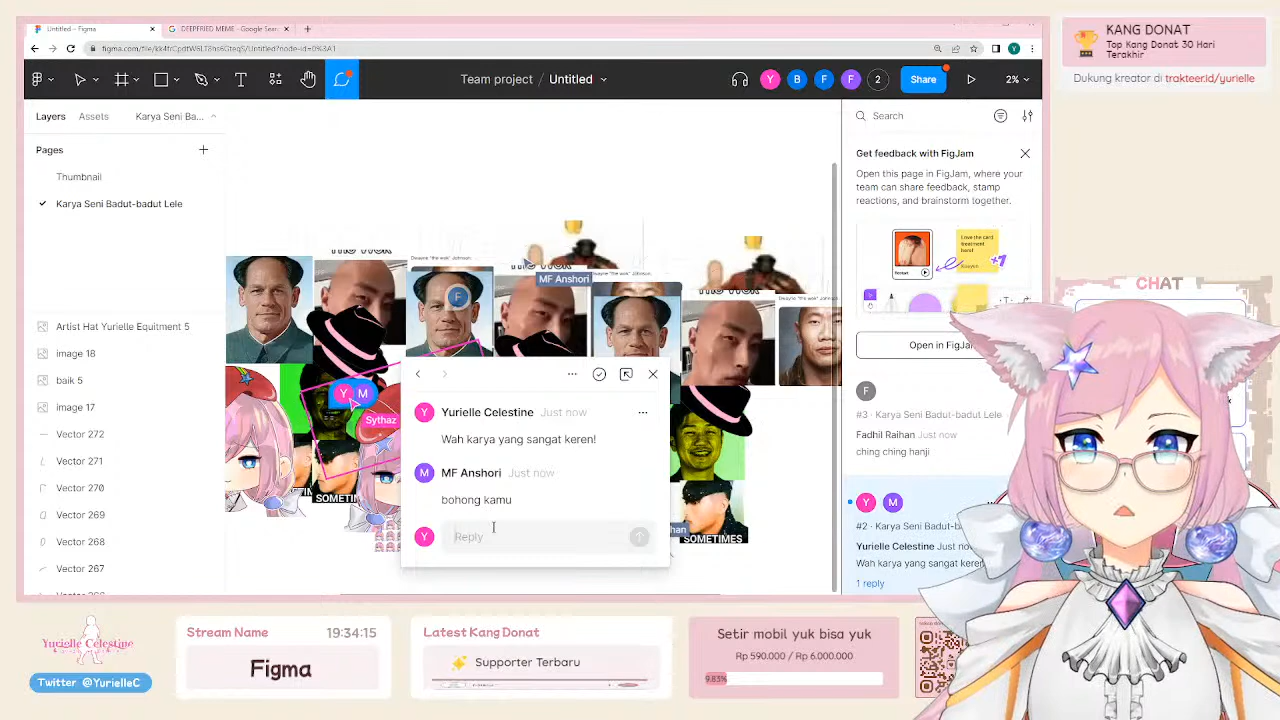 Untitled – Figma
DEEPFRIED MEME - Google Sear
figma.com/file/kk4frCpdtW6LT8ns6GteqS/Untitled?node-id=0%3A1
Y
Team project / Untitled
Y B F F 2
Share
2%
Layers Assets Karya Seni Ba...
Pages
Thumbnail
Karya Seni Badut-badut Lele
Artist Hat Yurielle Equitment 5
image 18
baik 5
image 17
Vector 272
Vector 271
Vector 270
Vector 269
Vector 268
Vector 267
Dwayne "the wok" Johnson.
MF Anshori
F
Y M
Sythaz
SOMETIMES
SOMETIMES
Yurielle Celestine Just now
Wah karya yang sangat keren!
M MF Anshori Just now
bohong kamu
Y Reply
Search
Get feedback with FigJam
Open this page in FigJam, where your
team can share feedback, stamp
reactions, and brainstorm together.
Open in FigJam
F
#3 · Karya Seni Badut-badut Lele
Fadhil Raihan Just now
ching ching hanji
Y M
#2 · Karya Seni Badut-b
Yurielle Celestine Just now
Wah karya yang sangat
1 reply
KANG DONAT
Top Kang Donat 30 Hari
Terakhir
Dukung kreator di trakteer.id/yurielle
CHAT
Yurielle Celestine
Twitter @YurielleC
Stream Name 19:34:15
Figma
Latest Kang Donat
Supporter Terbaru
Setir mobil yuk bisa yuk
Rp 590.000 / Rp 6.000.000
9.83%